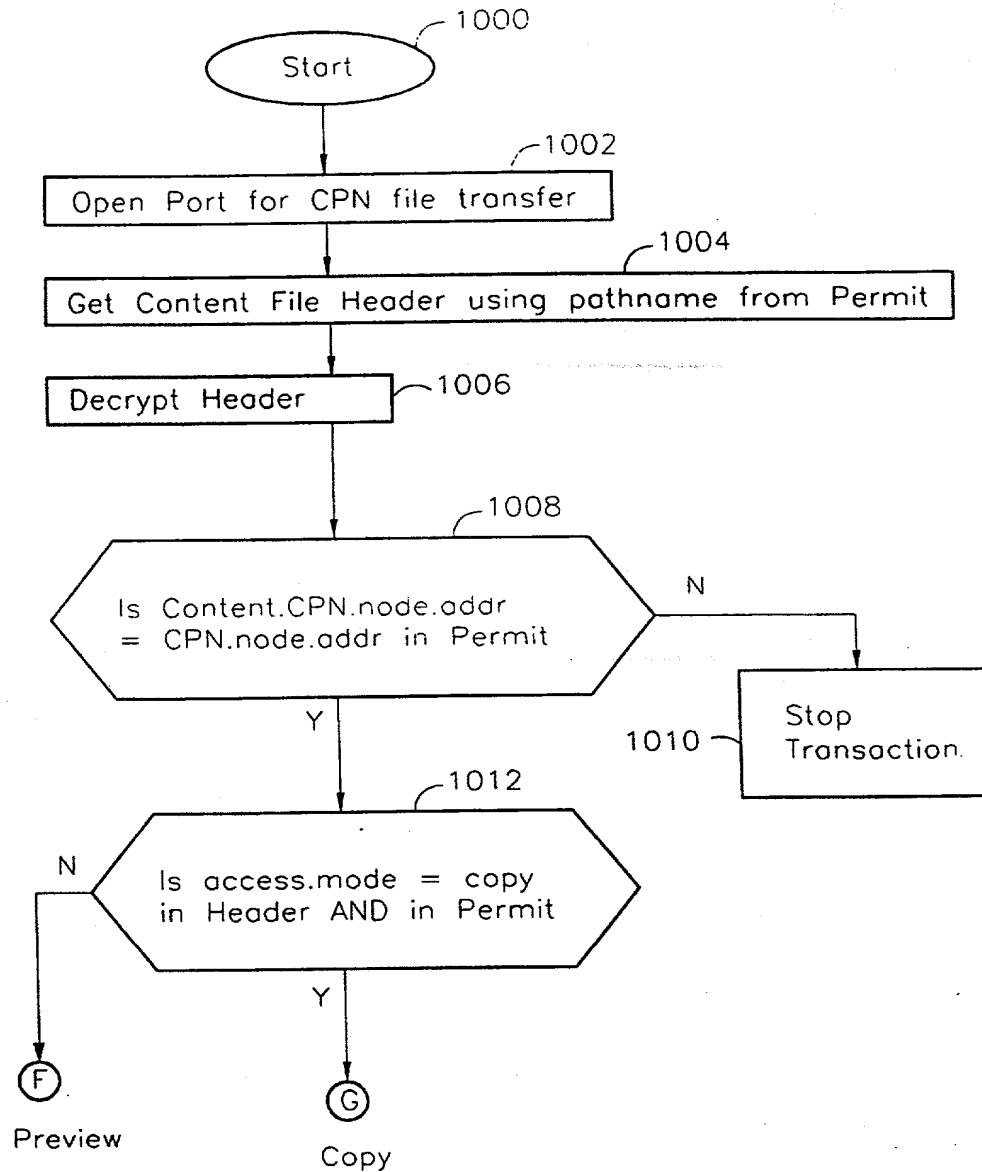 1000
Start
1002
Open Port for CPN file transfer
1004
Get Content File Header using pathname from Permit
Decrypt Header
1006
1008
Is Content.CPN.node.addr
= CPN.node.addr in Permit
N
Y
1010
Stop
Transaction.
1012
N
Is access.mode = copy
in Header AND in Permit
Y
F
Preview
G
Copy